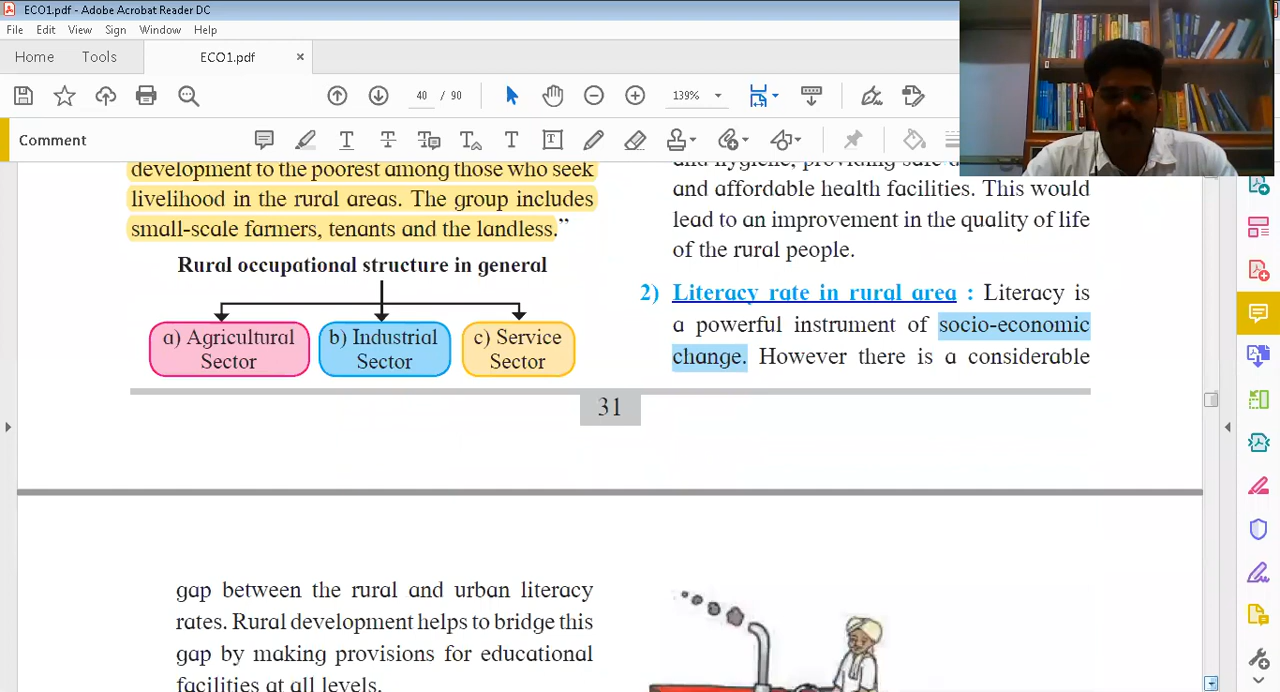 ECO1.pdf - Adobe Acrobat Reader DC
File Edit View Sign Window Help
Home Tools ECO1.pdf ×
40 / 90 139%
Comment
development to the poorest among those who seek
livelihood in the rural areas. The group includes
small-scale farmers, tenants and the landless.”
Rural occupational structure in general
a) Agricultural
Sector
b) Industrial
Sector
c) Service
Sector
and hygiene, providing safe
and affordable health facilities. This would
lead to an improvement in the quality of life
of the rural people.
2) Literacy rate in rural area : Literacy is
a powerful instrument of socio-economic
change. However there is a considerable
31
gap between the rural and urban literacy
rates. Rural development helps to bridge this
gap by making provisions for educational
facilities at all levels.